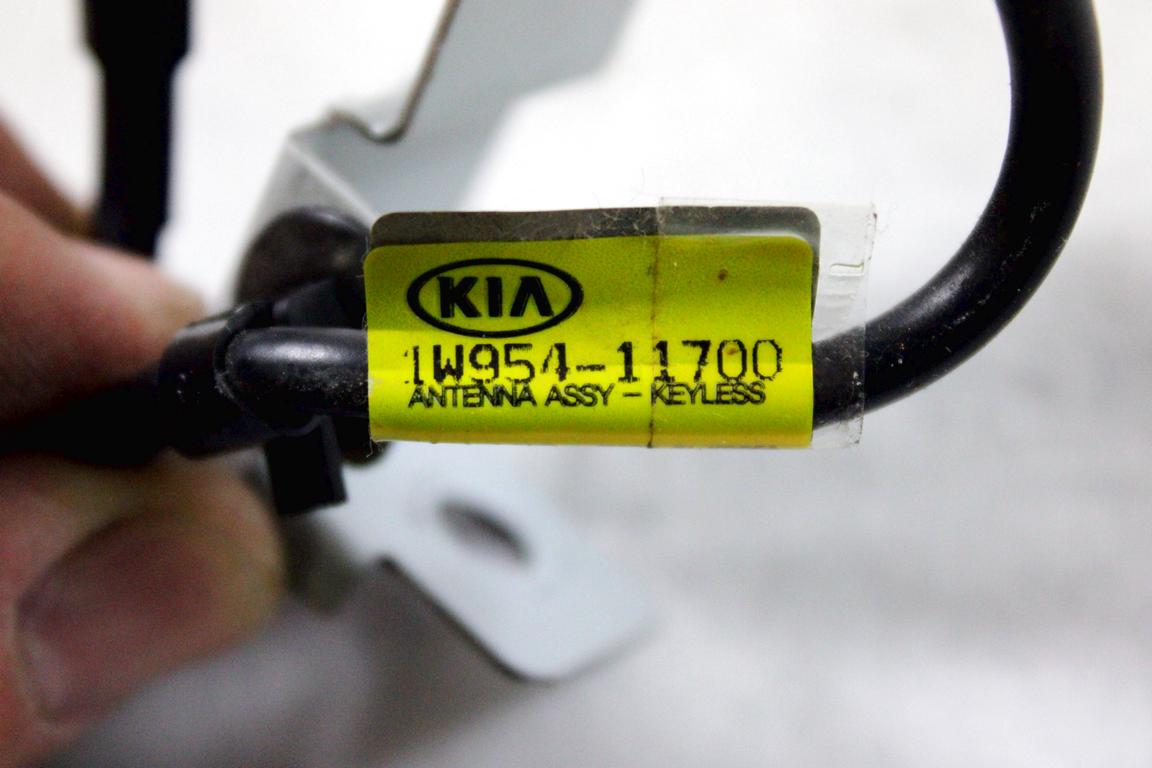 KIA
1W954-11700
ANTENNA ASSY - KEYLESS